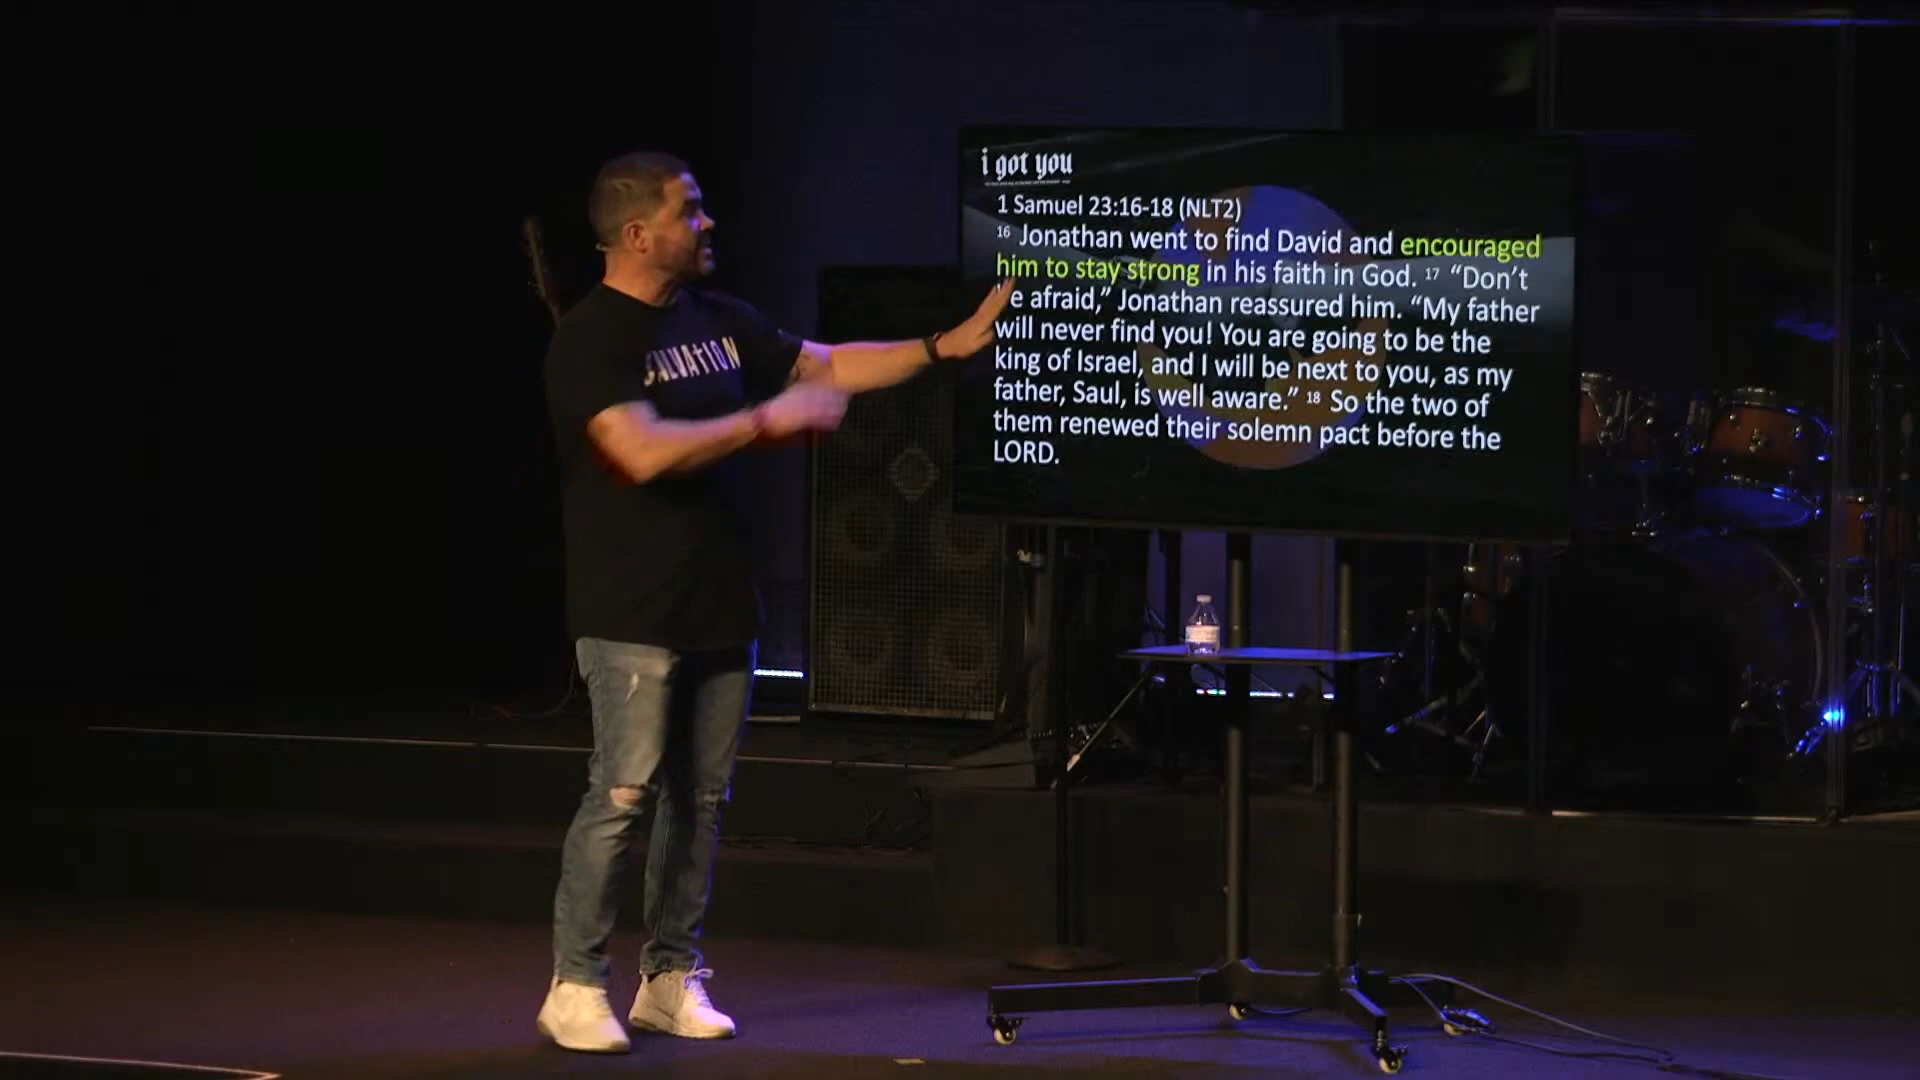 i got you
1 Samuel 23:16-18 (NLT2)
16 Jonathan went to find David and encouraged
him to stay strong in his faith in God. 17 “Don’t
e afraid,” Jonathan reassured him. “My father
will never find you! You are going to be the
king of Israel, and I will be next to you, as my
father, Saul, is well aware.” 18 So the two of
them renewed their solemn pact before the
LORD.
SALVATION